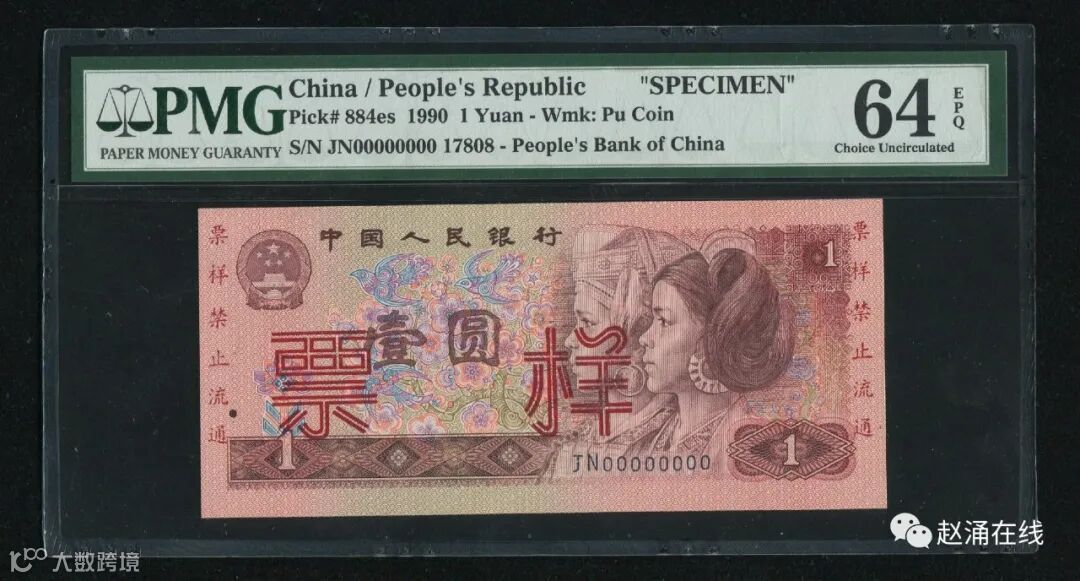 PMG
PAPER MONEY GUARANTY
China / People's Republic "SPECIMEN"
Pick# 884es 1990 1 Yuan - Wmk: Pu Coin
S/N JN00000000 17808 - People's Bank of China
64
EPQ
Choice Uncirculated
中国人民银行
1
票样禁止流通
壹圆
票样
票样禁止流通
1
JN00000000
1
赵涌在线
10100 大数跨境